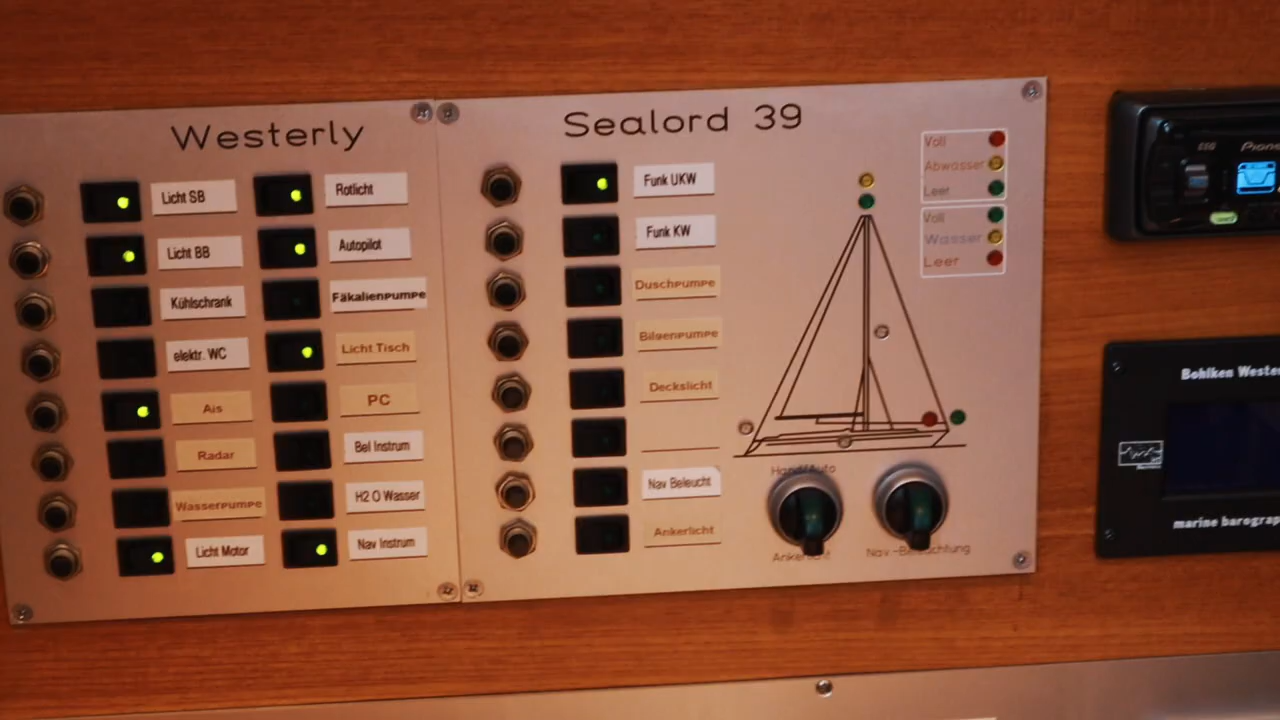 Westerly
Licht SB
Rotlicht
Licht BB
Autopilot
Kühlschrank
Fäkalienpumpe
elektr. WC
Licht Tisch
Ais
PC
Radar
Bel Instrum
Wasserpumpe
H2O Wasser
Licht Motor
Nav Instrum
Sealord 39
Funk UKW
Funk KW
Duschpumpe
Bilgenpumpe
Deckslicht
Nav Beleucht
Ankerlicht
Voll
Abwasser
Leer
Voll
Wasser
Leer
Hand/Auto
Ankerlicht
Nav-Beleuchtung
Bohlken Wester
marine barograp